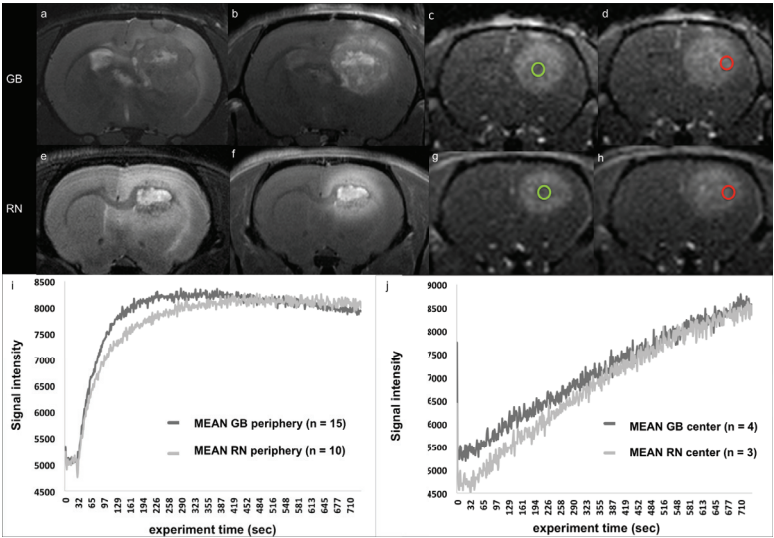 a b c d
GB
e f g h
RN
i
8500
8000
7500
7000
6500
6000
5500
5000
4500
Signal intensity
MEAN GB periphery (n = 15)
MEAN RN periphery (n = 10)
0 32 65 97 129 161 194 226 258 290 323 355 387 419 452 484 516 548 581 613 645 677 710
experiment time (sec)
j
9000
8500
8000
7500
7000
6500
6000
5500
5000
4500
Signal intensity
MEAN GB center (n = 4)
MEAN RN center (n = 3)
0 32 65 97 129 161 194 226 258 290 323 355 387 419 452 484 516 548 581 613 645 677 710
experiment time (sec)